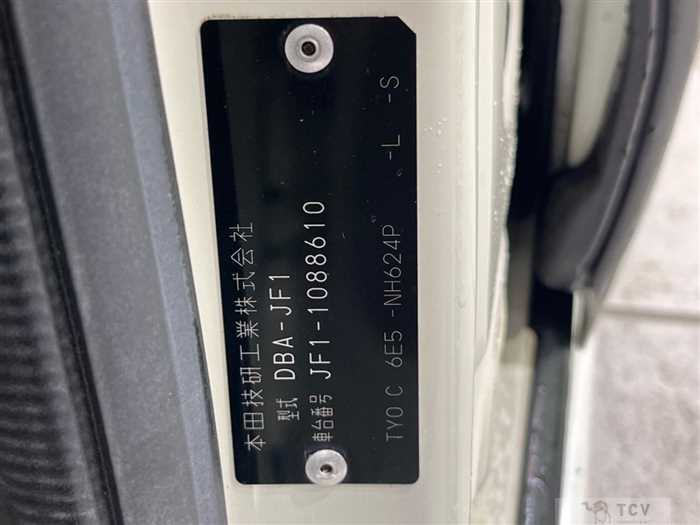 本田技研工業株式会社
型式 DBA-JF1
車台番号 JF1-1088610
TY0 C 6E5 -NH624P -L -S
TCV